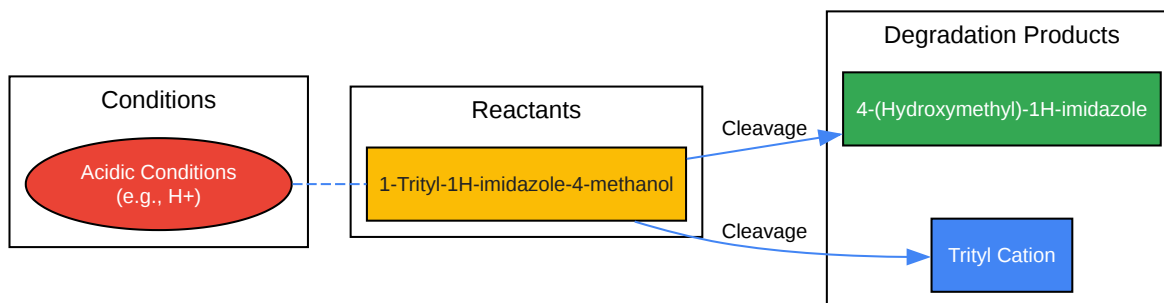 Conditions
Acidic Conditions
(e.g., H+)
Reactants
1-Trityl-1H-imidazole-4-methanol
Cleavage
Cleavage
Degradation Products
4-(Hydroxymethyl)-1H-imidazole
Trityl Cation